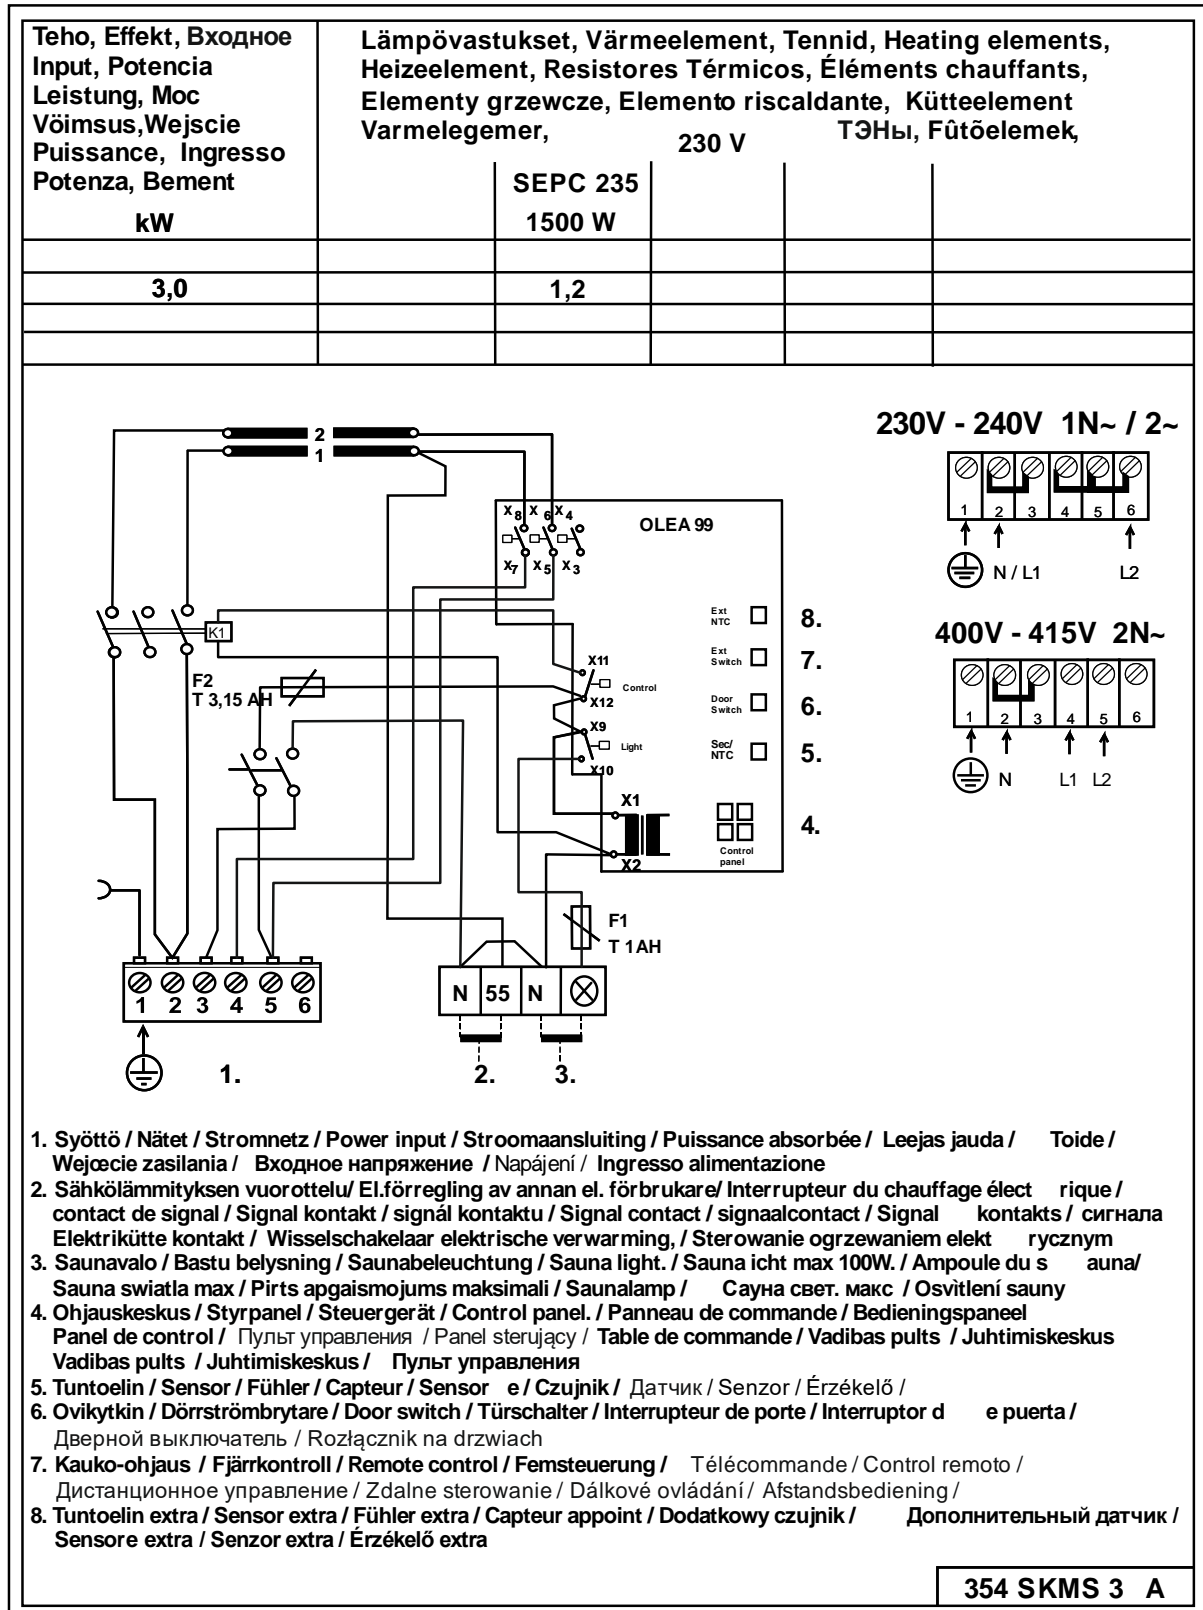 Teho, Effekt, Входное
Input, Potencia
Leistung, Moc
Vöimsus,Wejscie
Puissance, Ingresso
Potenza, Bement
kW
Lämpövastukset, Värmeelement, Tennid, Heating elements,
Heizeelement, Resistores Térmicos, Éléments chauffants,
Elementy grzewcze, Elemento riscaldante, Kütteelement
Varmelegemer, 230 V ТЭНы, Fûtõelemek,
SEPC 235
1500 W
3,0 1,2
230V - 240V 1N~ / 2~
1 2 3 4 5 6
N / L1 L2
400V - 415V 2N~
1 2 3 4 5 6
N L1 L2
2
1
X8 X6 X4
X7 X5 X3
OLEA 99
K1
Ext
NTC
8.
Ext
Switch
7.
Door
Switch
6.
Sec/
NTC
5.
Control
panel
4.
X11
Control
X12
X9
Light
X10
X1
X2
F2
T 3,15 AH
F1
T 1AH
1 2 3 4 5 6
N 55 N
1. 2. 3.
1. Syöttö / Nätet / Stromnetz / Power input / Stroomaansluiting / Puissance absorbée / Leejas jauda / Toide /
Wejœcie zasilania / Входное напряжение / Napájení / Ingresso alimentazione
2. Sähkölämmityksen vuorottelu/ El.förregling av annan el. förbrukare/ Interrupteur du chauffage élect rique /
contact de signal / Signal kontakt / signál kontaktu / Signal contact / signaalcontact / Signal kontakts / сигнала
Elektrikütte kontakt / Wisselschakelaar elektrische verwarming, / Sterowanie ogrzewaniem elekt rycznym
3. Saunavalo / Bastu belysning / Saunabeleuchtung / Sauna light. / Sauna icht max 100W. / Ampoule du s auna/
Sauna swiatla max / Pirts apgaismojums maksimali / Saunalamp / Сауна свет. макс / Osvìtlení sauny
4. Ohjauskeskus / Styrpanel / Steuergerät / Control panel. / Panneau de commande / Bedieningspaneel
Panel de control / Пульт управления / Panel sterujący / Table de commande / Vadibas pults / Juhtimiskeskus
Vadibas pults / Juhtimiskeskus / Пульт управления
5. Tuntoelin / Sensor / Fühler / Capteur / Sensor e / Czujnik / Датчик / Senzor / Érzékelő /
6. Ovikytkin / Dörrströmbrytare / Door switch / Türschalter / Interrupteur de porte / Interruptor d e puerta /
Дверной выключатель / Rozłącznik na drzwiach
7. Kauko-ohjaus / Fjärrkontroll / Remote control / Femsteuerung / Télécommande / Control remoto /
Дистанционное управление / Zdalne sterowanie / Dálkové ovládání / Afstandsbediening /
8. Tuntoelin extra / Sensor extra / Fühler extra / Capteur appoint / Dodatkowy czujnik / Дополнительный датчик /
Sensore extra / Senzor extra / Érzékelő extra
354 SKMS 3 A